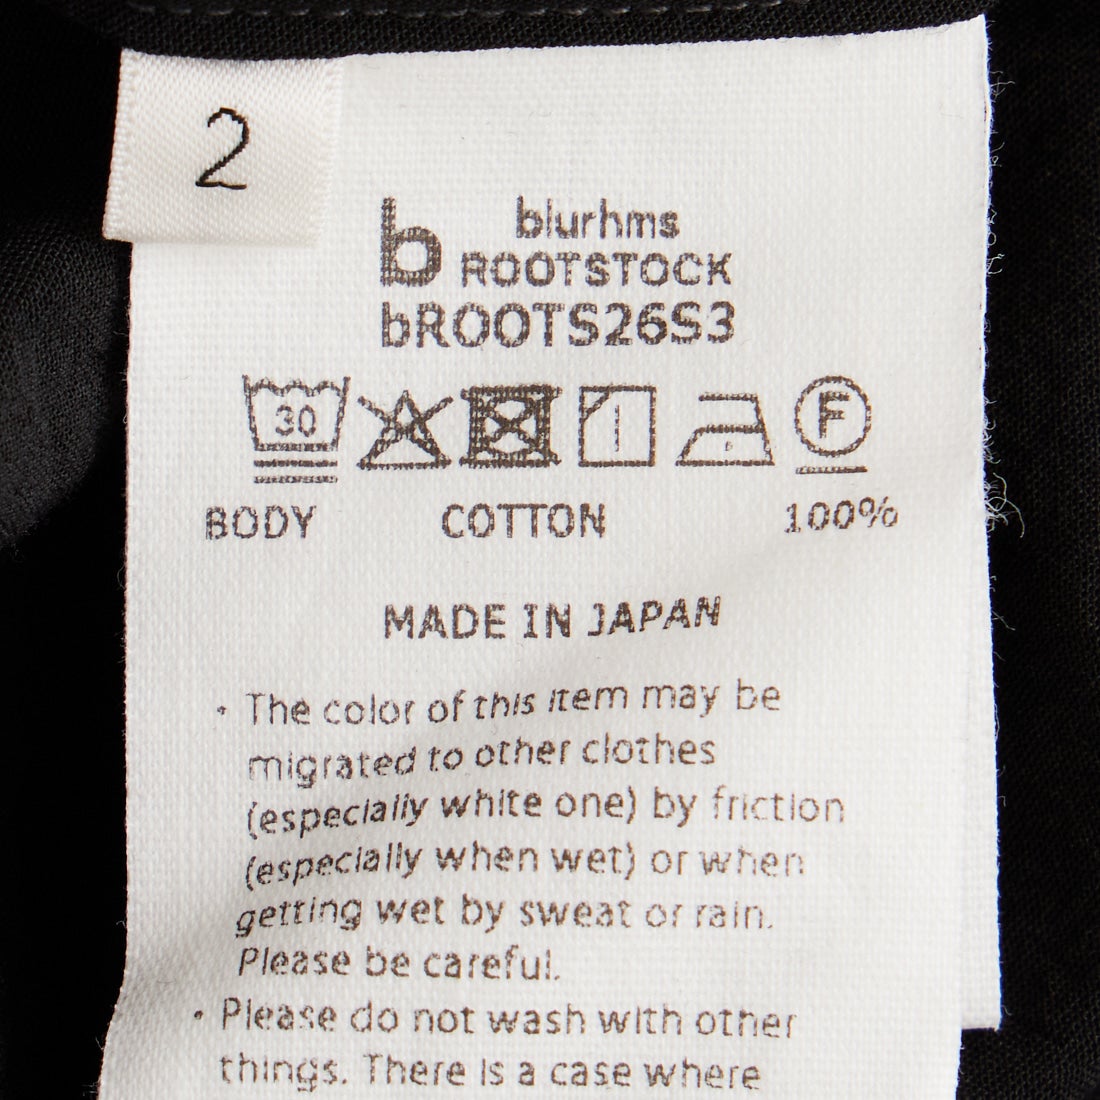 2
b blurhms
ROOTSTOCK
bROOTS26S3
30 F
BODY COTTON 100%
MADE IN JAPAN
・The color of this item may be
migrated to other clothes
(especially white one) by friction
(especially when wet) or when
getting wet by sweat or rain.
Please be careful.
・Please do not wash with other
things. There is a case where